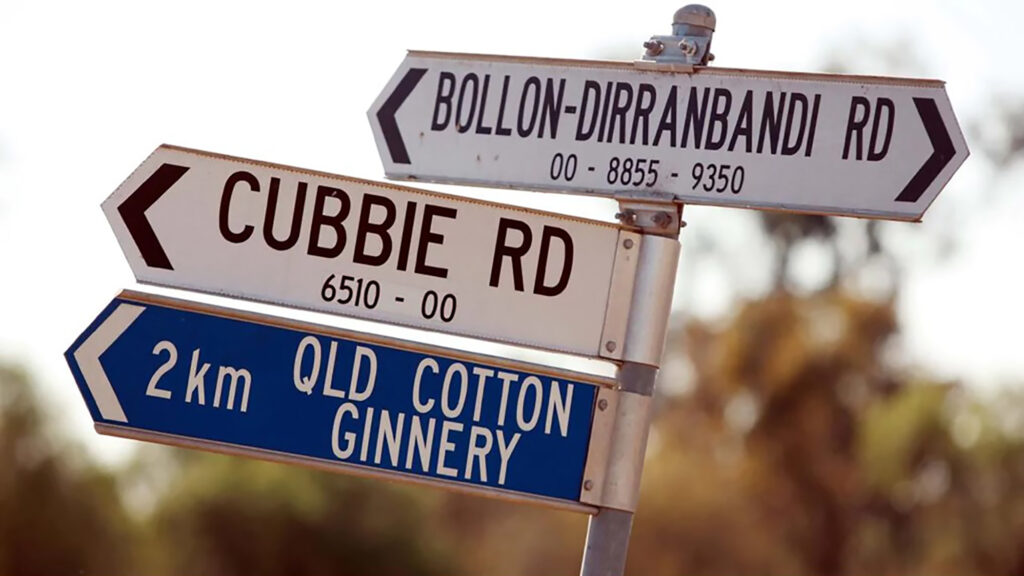 BOLLON-DIRRANBANDI RD
00 - 8855 - 9350
CUBBIE RD
6510 - 00
2 km QLD COTTON
GINNERY